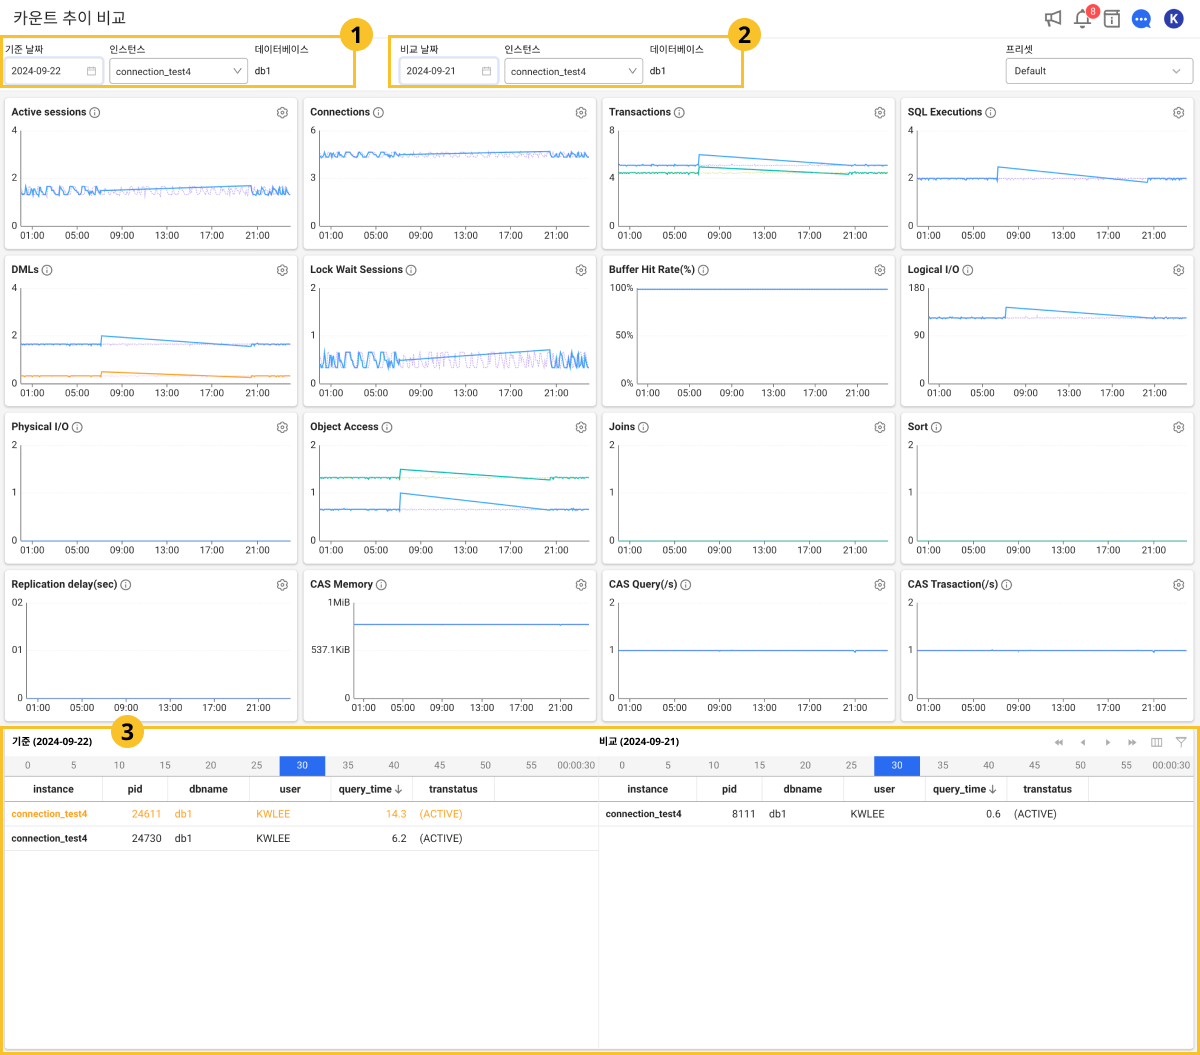 카운트 추이 비교
8
K
1
2
기준 날짜 인스턴스 데이터베이스
2024-09-22 connection_test4 db1
비교 날짜 인스턴스 데이터베이스
2024-09-21 connection_test4 db1
프리셋
Default
Active sessions
4
2
0
01:00 05:00 09:00 13:00 17:00 21:00
Connections
6
3
0
01:00 05:00 09:00 13:00 17:00 21:00
Transactions
8
4
0
01:00 05:00 09:00 13:00 17:00 21:00
SQL Executions
4
2
0
01:00 05:00 09:00 13:00 17:00 21:00
DMLs
4
2
0
01:00 05:00 09:00 13:00 17:00 21:00
Lock Wait Sessions
2
1
0
01:00 05:00 09:00 13:00 17:00 21:00
Buffer Hit Rate(%)
100%
50%
0%
01:00 05:00 09:00 13:00 17:00 21:00
Logical I/O
180
90
0
01:00 05:00 09:00 13:00 17:00 21:00
Physical I/O
2
1
0
01:00 05:00 09:00 13:00 17:00 21:00
Object Access
2
1
0
01:00 05:00 09:00 13:00 17:00 21:00
Joins
2
1
0
01:00 05:00 09:00 13:00 17:00 21:00
Sort
2
1
0
01:00 05:00 09:00 13:00 17:00 21:00
Replication delay(sec)
02
01
0
01:00 05:00 09:00 13:00 17:00 21:00
CAS Memory
1MiB
537.1KiB
0
01:00 05:00 09:00 13:00 17:00 21:00
CAS Query(/s)
2
1
0
01:00 05:00 09:00 13:00 17:00 21:00
CAS Trasaction(/s)
2
1
0
01:00 05:00 09:00 13:00 17:00 21:00
3
기준 (2024-09-22)
0 5 10 15 20 25 30 35 40 45 50 55 00:00:30
instance pid dbname user query_time transtatus
connection_test4 24611 db1 KWLEE 14.3 (ACTIVE)
connection_test4 24730 db1 KWLEE 6.2 (ACTIVE)
비교 (2024-09-21)
0 5 10 15 20 25 30 35 40 45 50 55 00:00:30
instance pid dbname user query_time transtatus
connection_test4 8111 db1 KWLEE 0.6 (ACTIVE)